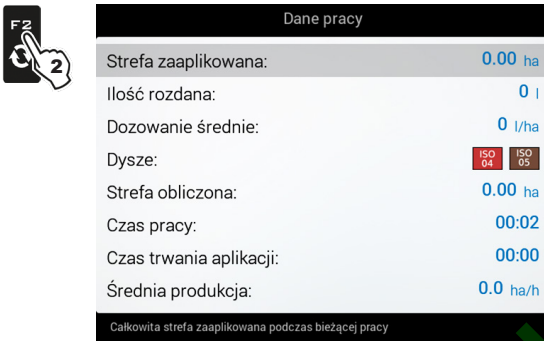 F2
2
Dane pracy
Strefa zaaplikowana: 0.00 ha
Ilość rozdana: 0 l
Dozowanie średnie: 0 l/ha
Dysze: ISO 04 ISO 05
Strefa obliczona: 0.00 ha
Czas pracy: 00:02
Czas trwania aplikacji: 00:00
Średnia produkcja: 0.0 ha/h
Całkowita strefa zaaplikowana podczas bieżącej pracy